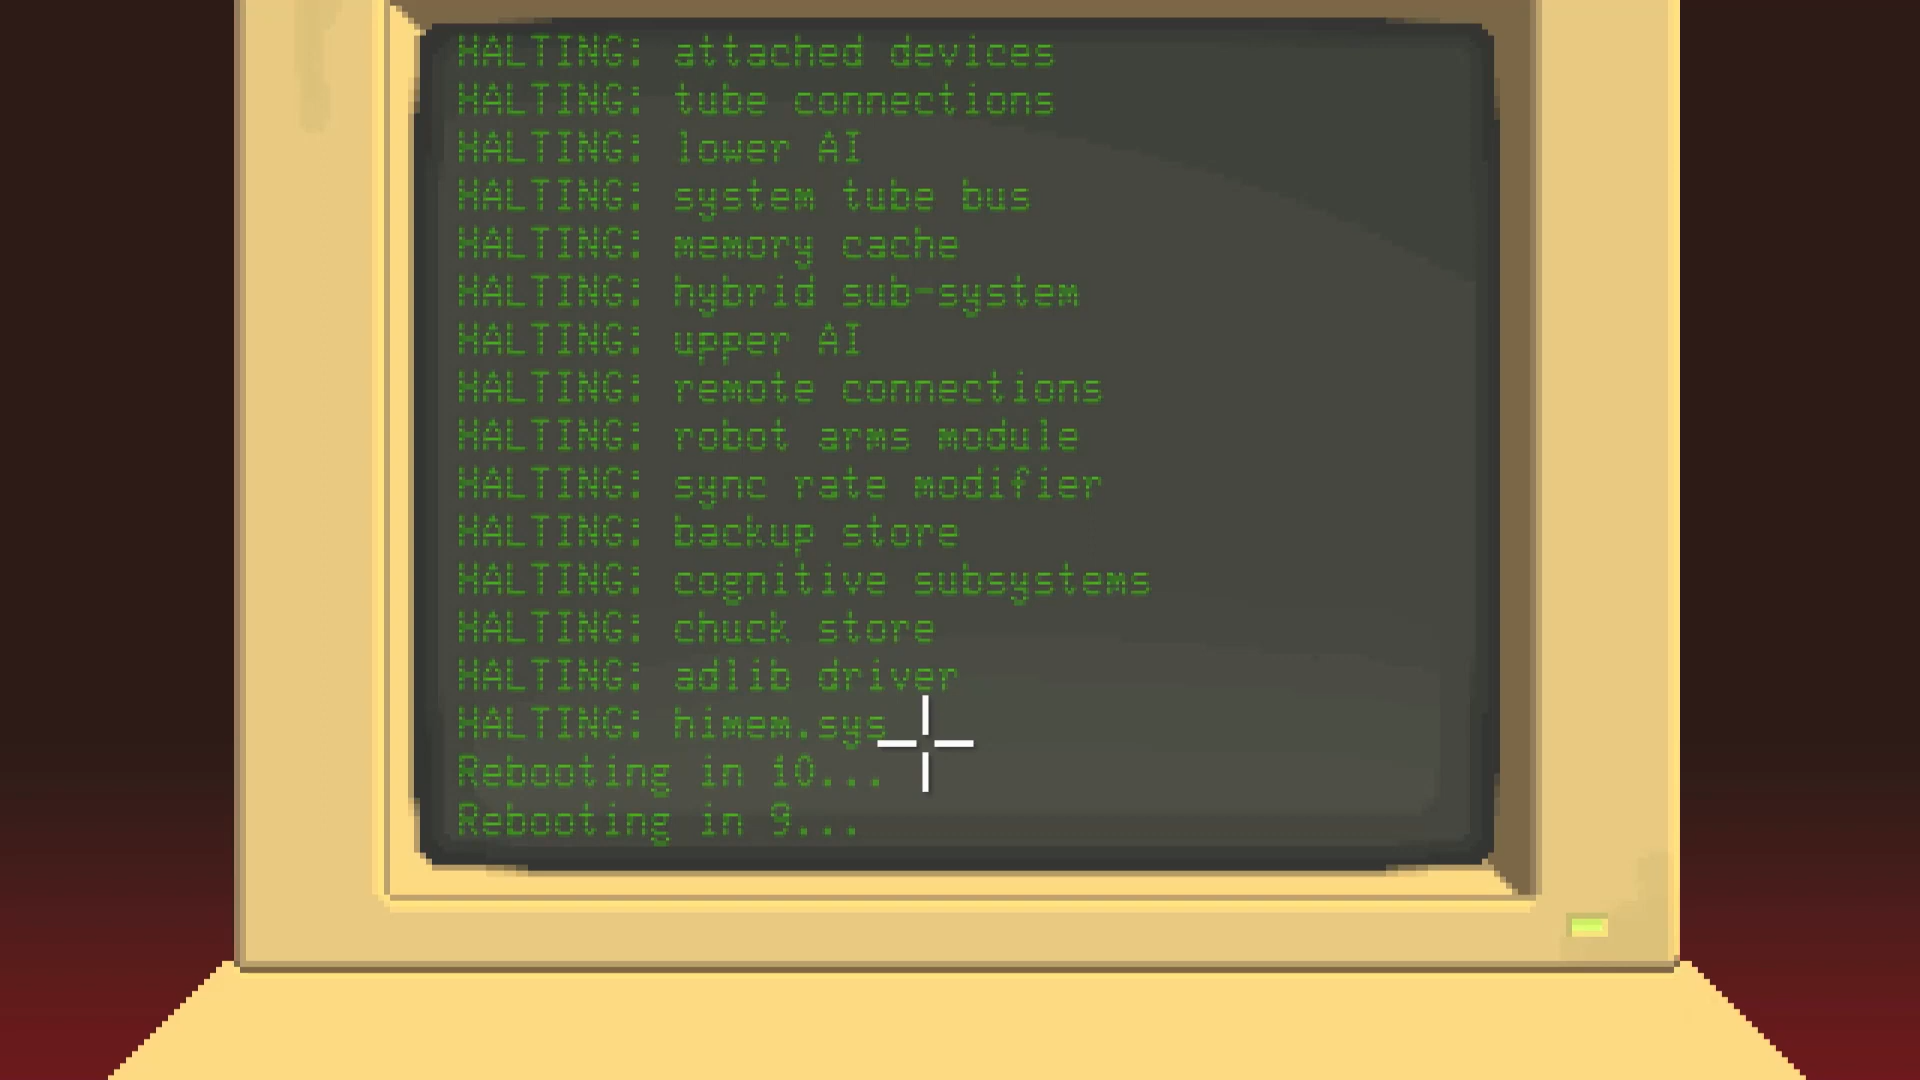 HALTING: attached devices
HALTING: tube connections
HALTING: lower AI
HALTING: system tube bus
HALTING: memory cache
HALTING: hybrid sub-system
HALTING: upper AI
HALTING: remote connections
HALTING: robot arms module
HALTING: sync rate modifier
HALTING: backup store
HALTING: cognitive subsystems
HALTING: chuck store
HALTING: adlib driver
HALTING: himem.sys
Rebooting in 10...
Rebooting in 9...